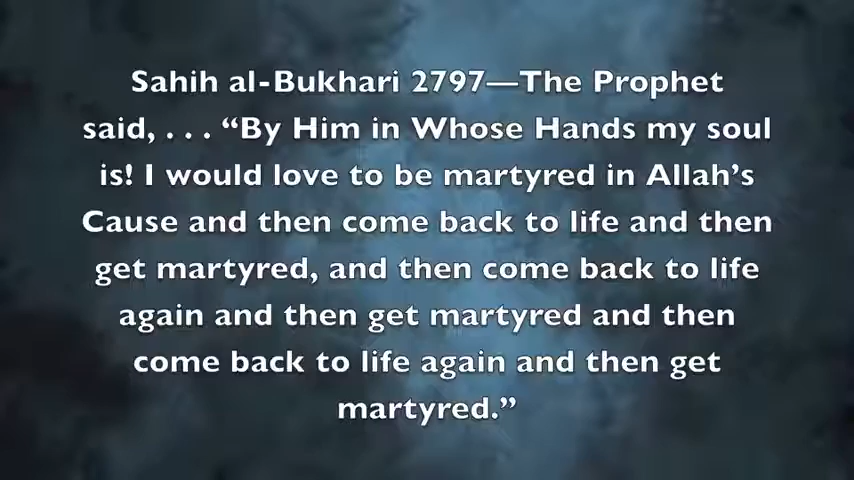 Sahih al-Bukhari 2797—The Prophet
said, . . . “By Him in Whose Hands my soul
is! I would love to be martyred in Allah’s
Cause and then come back to life and then
get martyred, and then come back to life
again and then get martyred and then
come back to life again and then get
martyred.”